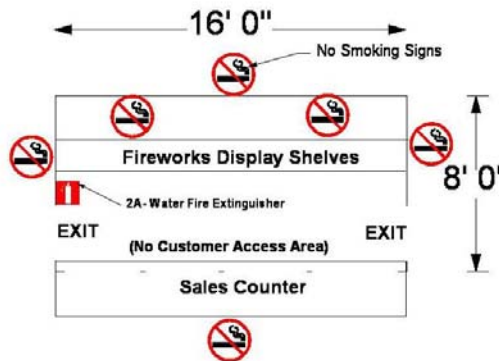 16' 0"
No Smoking Signs
Fireworks Display Shelves
8' 0"
2A- Water Fire Extinguisher
EXIT
EXIT
(No Customer Access Area)
Sales Counter